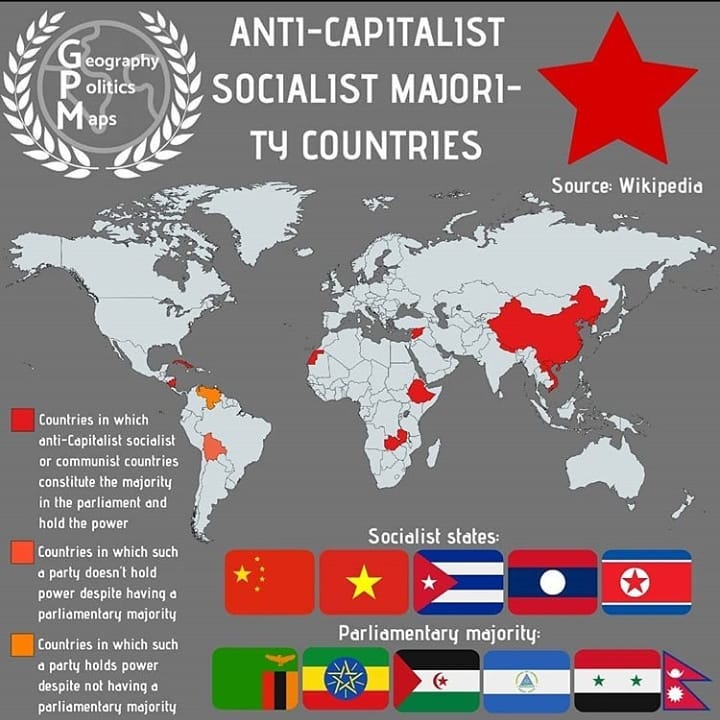 Geography
Politics
Maps
ANTI-CAPITALIST
SOCIALIST MAJORI-
TY COUNTRIES
Source: Wikipedia
Countries in which
anti-Capitalist socialist
or communist countries
constitute the majority
in the parliament and
hold the power
Countries in which such
a party doesn't hold
power despite having a
parliamentary majority
Countries in which such
a party holds power
despite not having a
parliamentary majority
Socialist states:
Parliamentary majority: